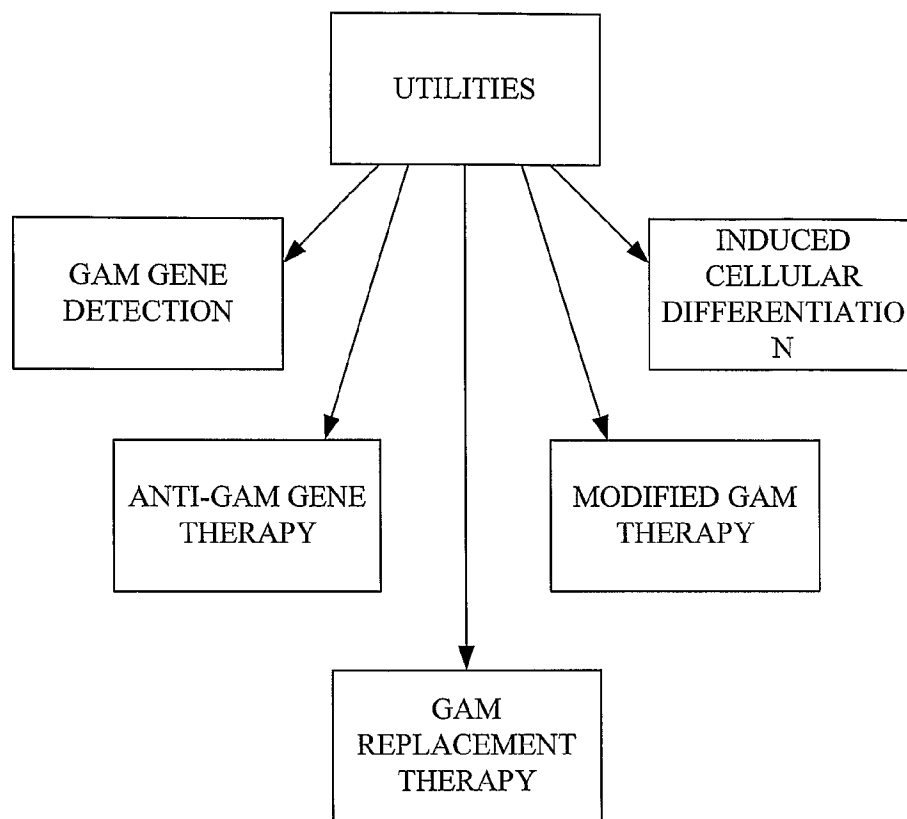 UTILITIES
GAM GENE
DETECTION
INDUCED
CELLULAR
DIFFERENTIATIO
N
ANTI-GAM GENE
THERAPY
MODIFIED GAM
THERAPY
GAM
REPLACEMENT
THERAPY